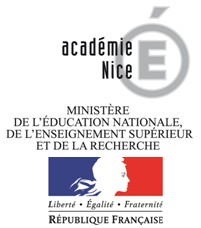 académie
Nice
É
MINISTÈRE
DE L'ÉDUCATION NATIONALE,
DE L'ENSEIGNEMENT SUPÉRIEUR
ET DE LA RECHERCHE
Liberté • Égalité • Fraternité
RÉPUBLIQUE FRANÇAISE